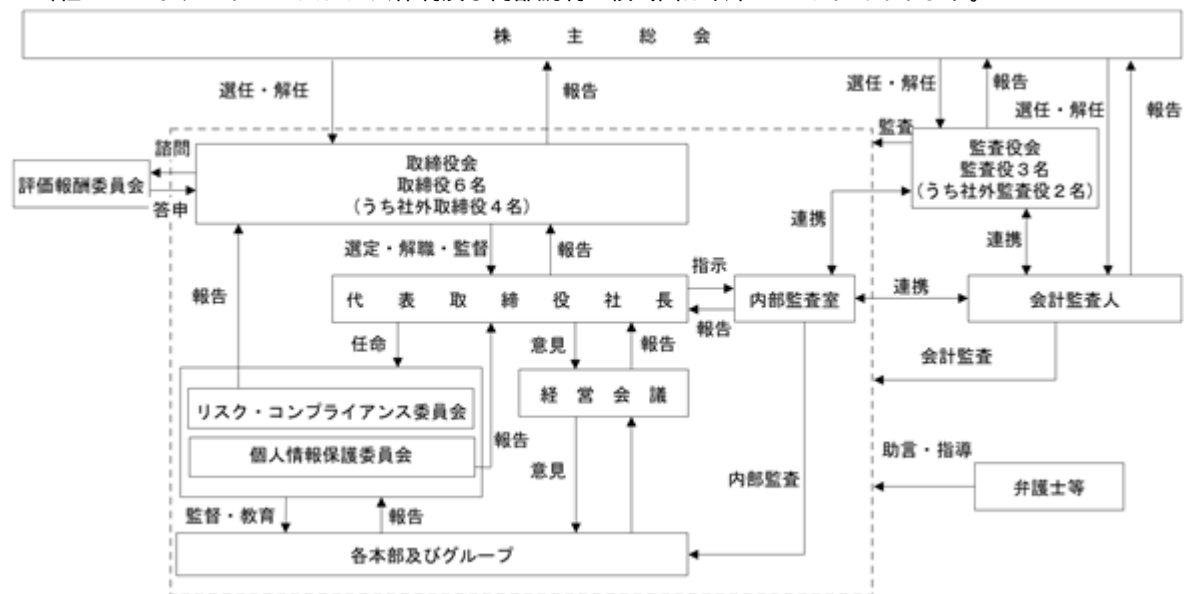 株主総会
選任・解任
報告
選任・解任
報告
選任・解任
報告
監査
諮問
評価報酬委員会
答申
取締役会
取締役6名
(うち社外取締役4名)
監査役会
監査役3名
(うち社外監査役2名)
連携
連携
選定・解職・監督
報告
報告
指示
代表取締役社長
内部監査室
連携
会計監査人
報告
任命
意見
報告
会計監査
経営会議
リスク・コンプライアンス委員会
個人情報保護委員会
報告
意見
内部監査
助言・指導
弁護士等
監督・教育
報告
各本部及びグループ